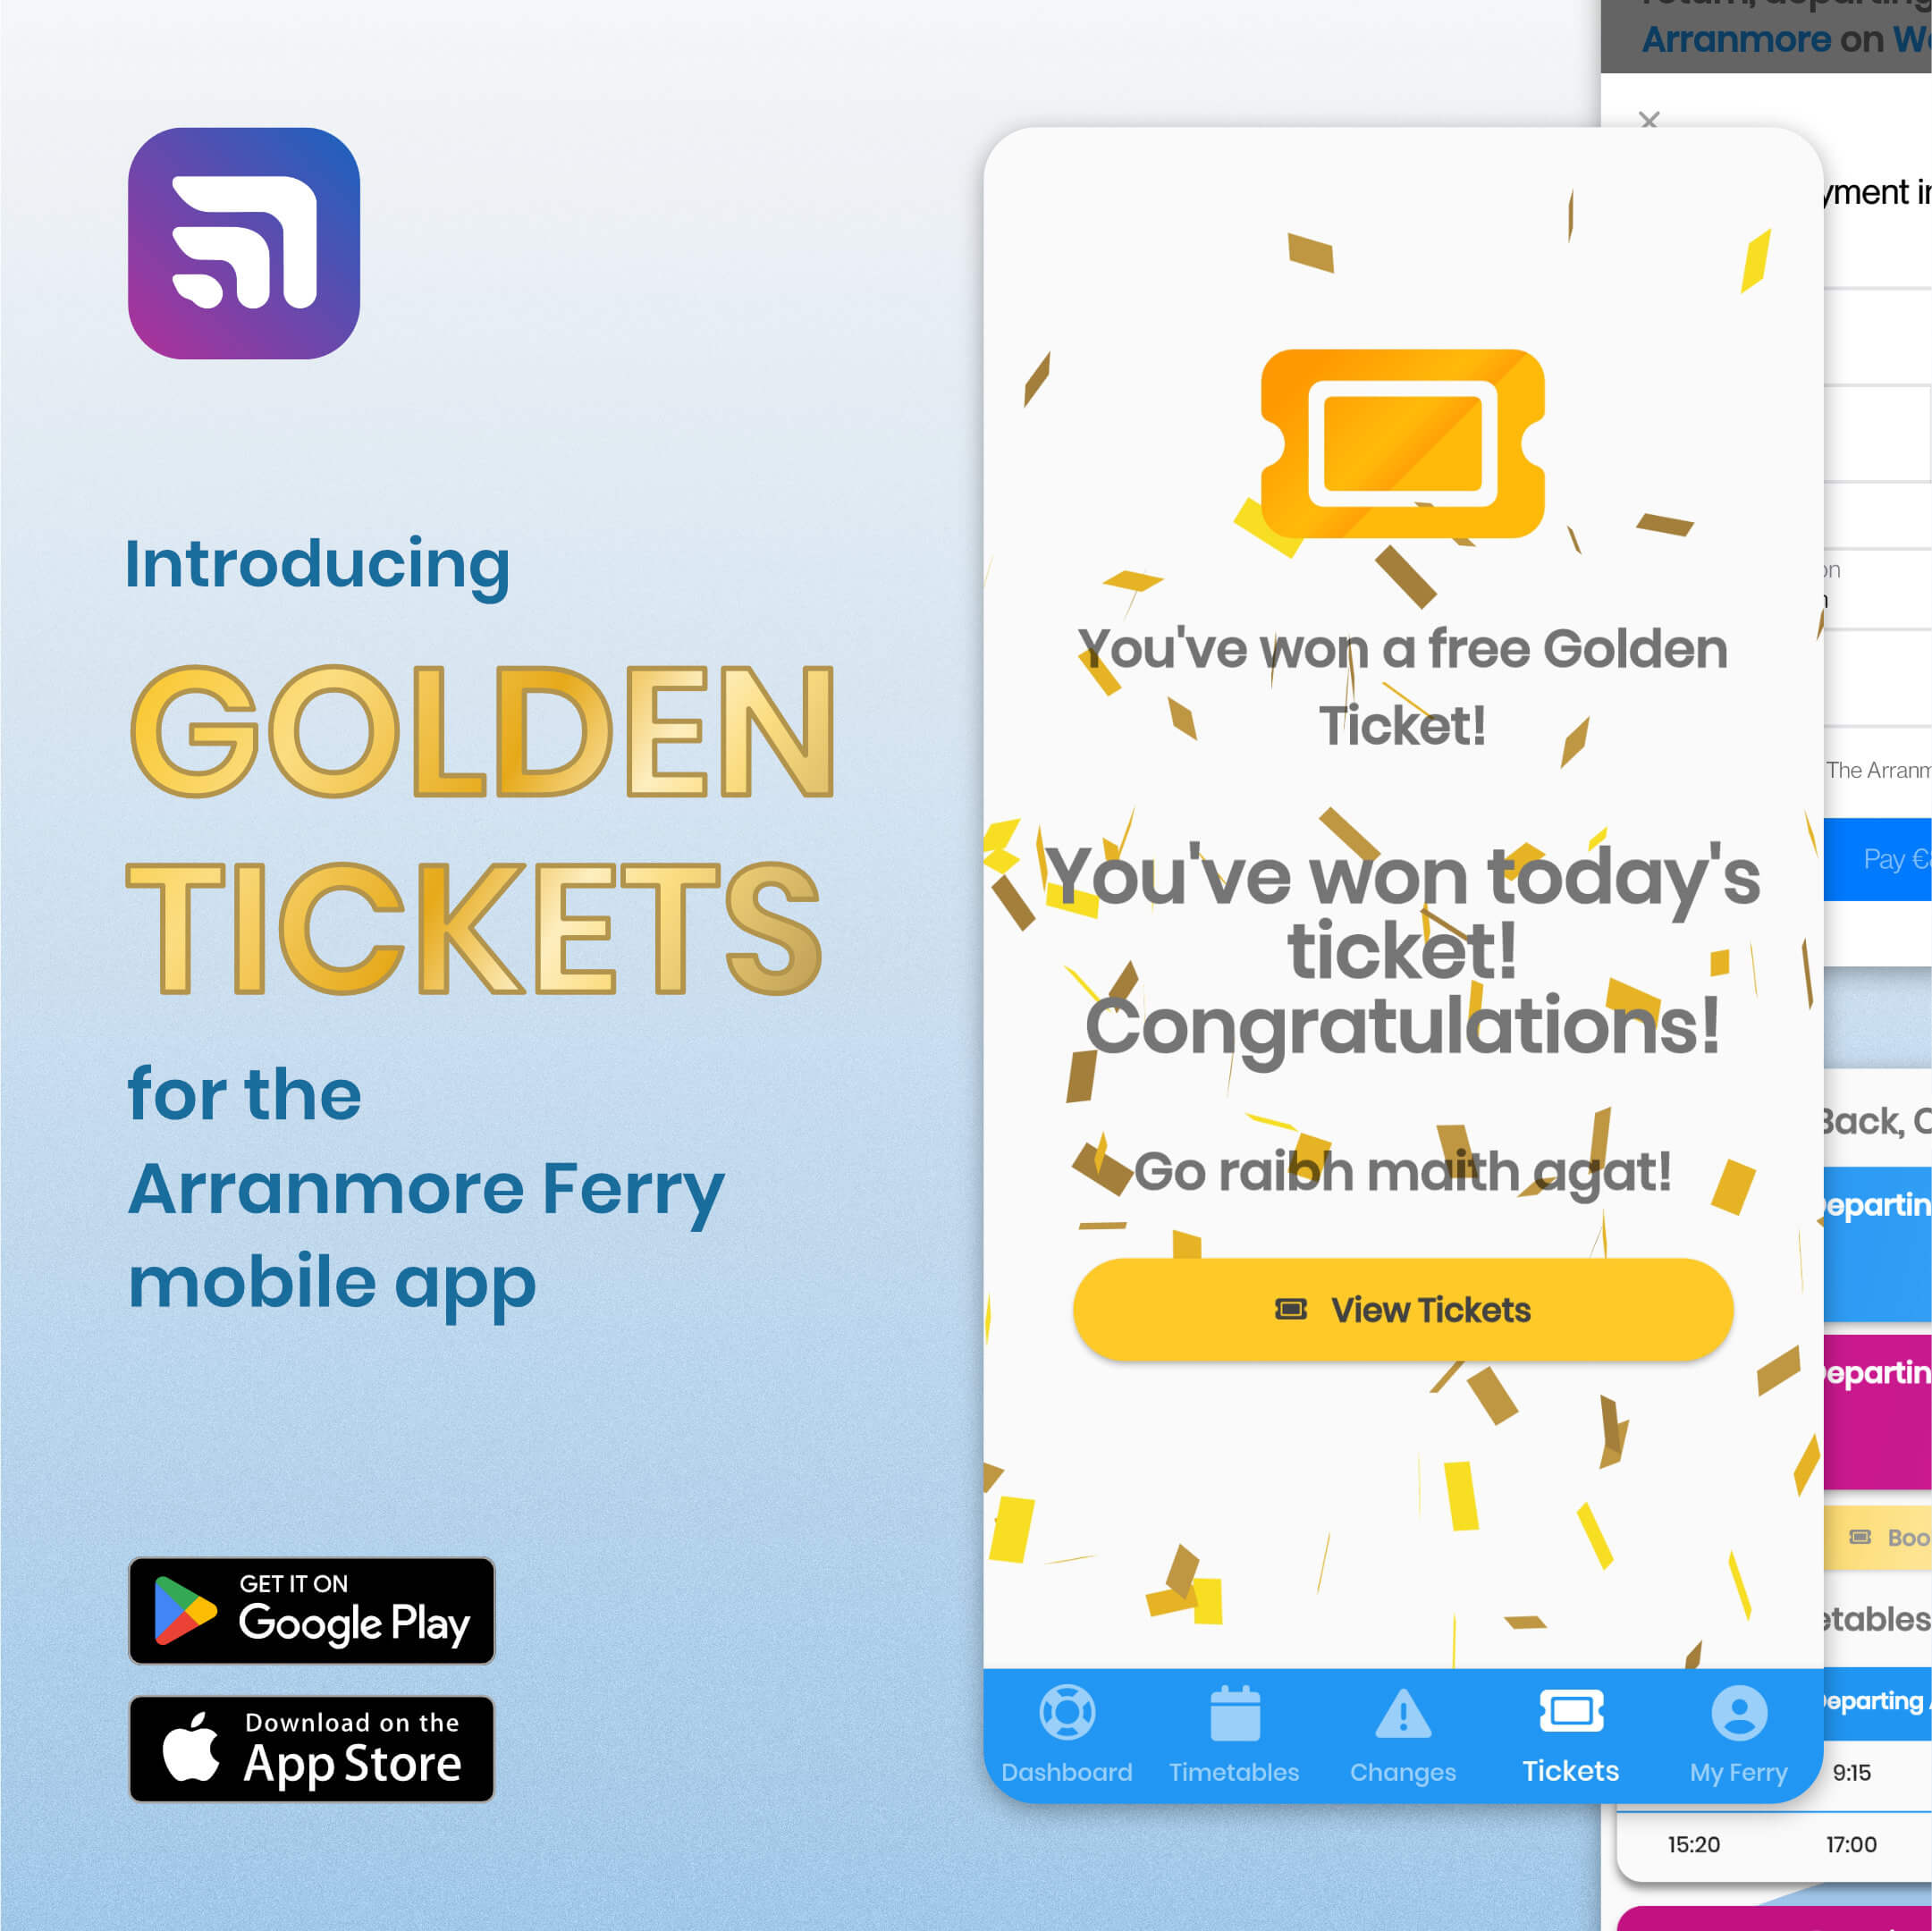 Introducing
GOLDEN
TICKETS
for the
Arranmore Ferry
mobile app
GET IT ON
Google Play
Download on the
App Store
You've won a free Golden
Ticket!
You've won today's
ticket!
Congratulations!
Go raibh maith agat!
View Tickets
Dashboard Timetables Changes Tickets My Ferry
Arranmore on
The
Pay
Back,
9:15
15:20 17:00